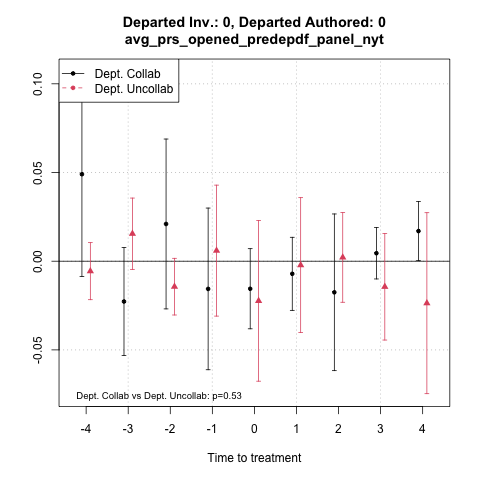 Departed Inv.: 0, Departed Authored: 0
avg_prs_opened_predepdf_panel_nyt
Dept. Collab
Dept. Uncollab
0.10
0.05
0.00
-0.05
Dept. Collab vs Dept. Uncollab: p=0.53
-4 -3 -2 -1 0 1 2 3 4
Time to treatment